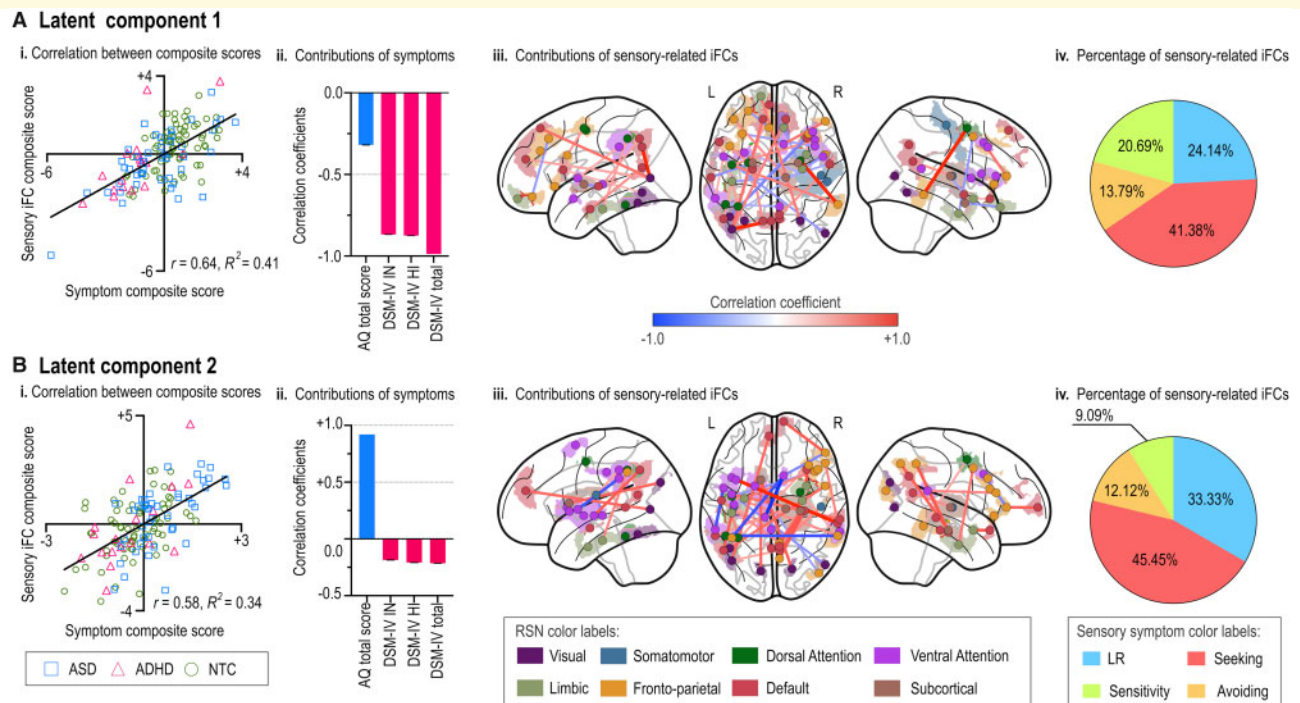 A Latent component 1
i. Correlation between composite scores
ii. Contributions of symptoms
iii. Contributions of sensory-related iFCs
iv. Percentage of sensory-related iFCs
Sensory iFC composite score
+4
-6
+4
-6
r = 0.64, R² = 0.41
Symptom composite score
Correlation coefficients
0.0
-0.5
-1.0
AQ total score
DSM-IV IN
DSM-IV HI
DSM-IV total
L
R
Correlation coefficient
-1.0
+1.0
20.69%
24.14%
13.79%
41.38%
B Latent component 2
i. Correlation between composite scores
ii. Contributions of symptoms
iii. Contributions of sensory-related iFCs
iv. Percentage of sensory-related iFCs
Sensory iFC composite score
+5
-3
+3
-4
r = 0.58, R² = 0.34
Symptom composite score
ASD
ADHD
NTC
Correlation coefficients
+1.0
+0.5
0.0
-0.5
AQ total score
DSM-IV IN
DSM-IV HI
DSM-IV total
L
R
9.09%
12.12%
33.33%
45.45%
RSN color labels:
Visual
Somatomotor
Dorsal Attention
Ventral Attention
Limbic
Fronto-parietal
Default
Subcortical
Sensory symptom color labels:
LR
Seeking
Sensitivity
Avoiding